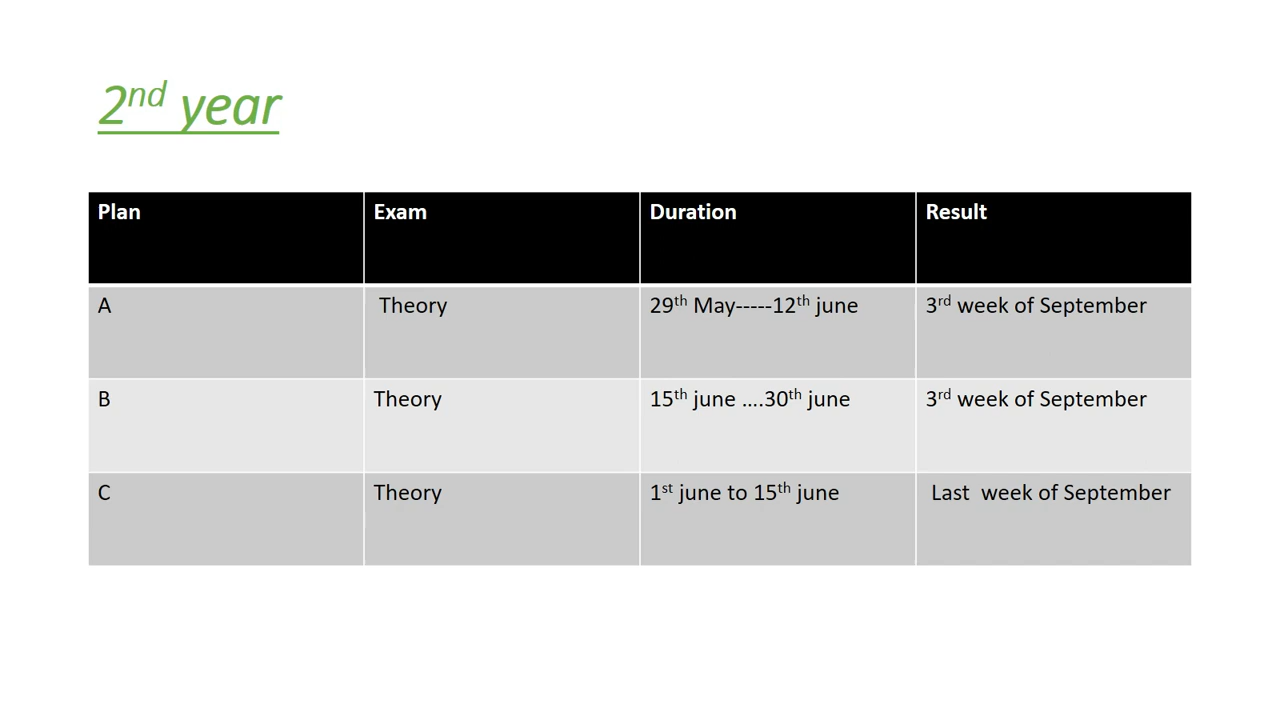 2nd year
Plan Exam Duration Result
A Theory 29th May-----12th june 3rd week of September
B Theory 15th june ....30th june 3rd week of September
C Theory 1st june to 15th june Last week of September